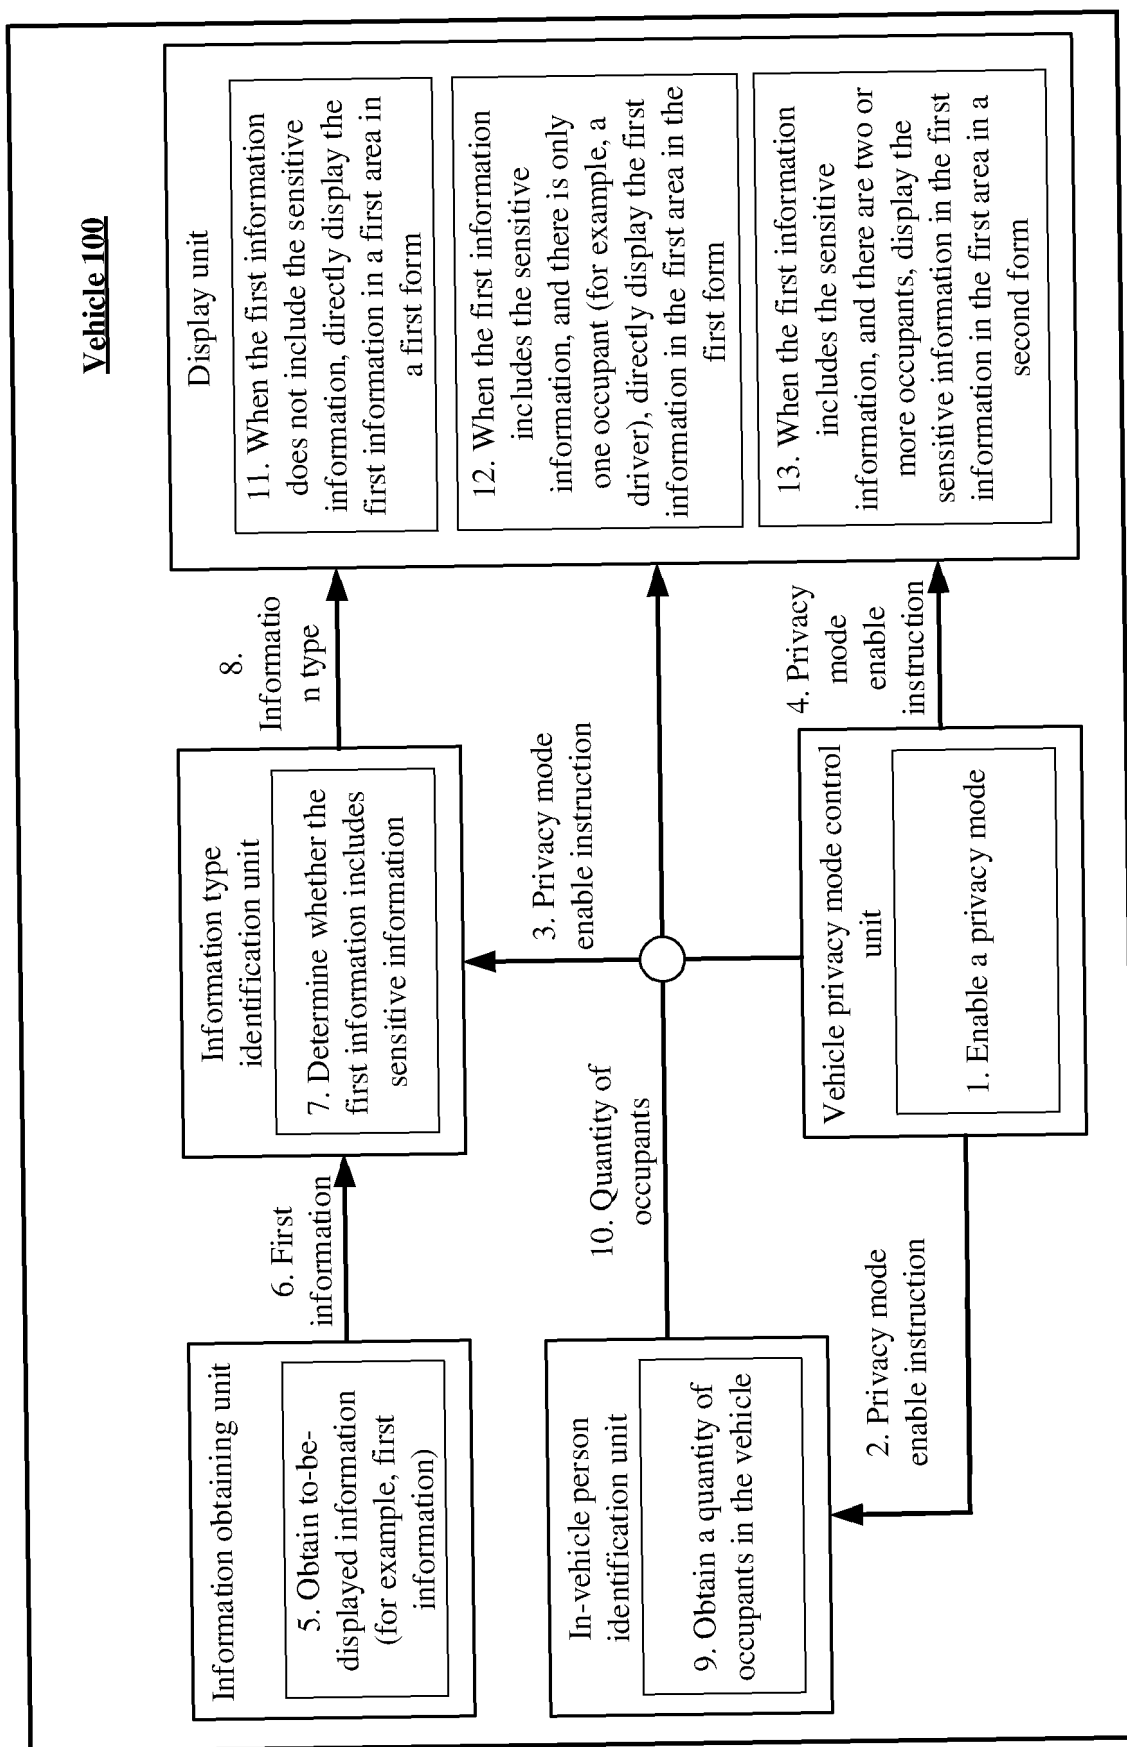 Vehicle 100
Information obtaining unit
5. Obtain to-be-
displayed information
(for example, first
information)
6. First
information
Information type
identification unit
7. Determine whether the
first information includes
sensitive information
8.
Informatio
n type
Display unit
11. When the first information
does not include the sensitive
information, directly display the
first information in a first area in
a first form
12. When the first information
includes the sensitive
information, and there is only
one occupant (for example, a
driver), directly display the first
information in the first area in the
first form
13. When the first information
includes the sensitive
information, and there are two or
more occupants, display the
sensitive information in the first
information in the first area in a
second form
In-vehicle person
identification unit
9. Obtain a quantity of
occupants in the vehicle
10. Quantity of
occupants
3. Privacy mode
enable instruction
2. Privacy mode
enable instruction
Vehicle privacy mode control
unit
1. Enable a privacy mode
4. Privacy
mode
enable
instruction